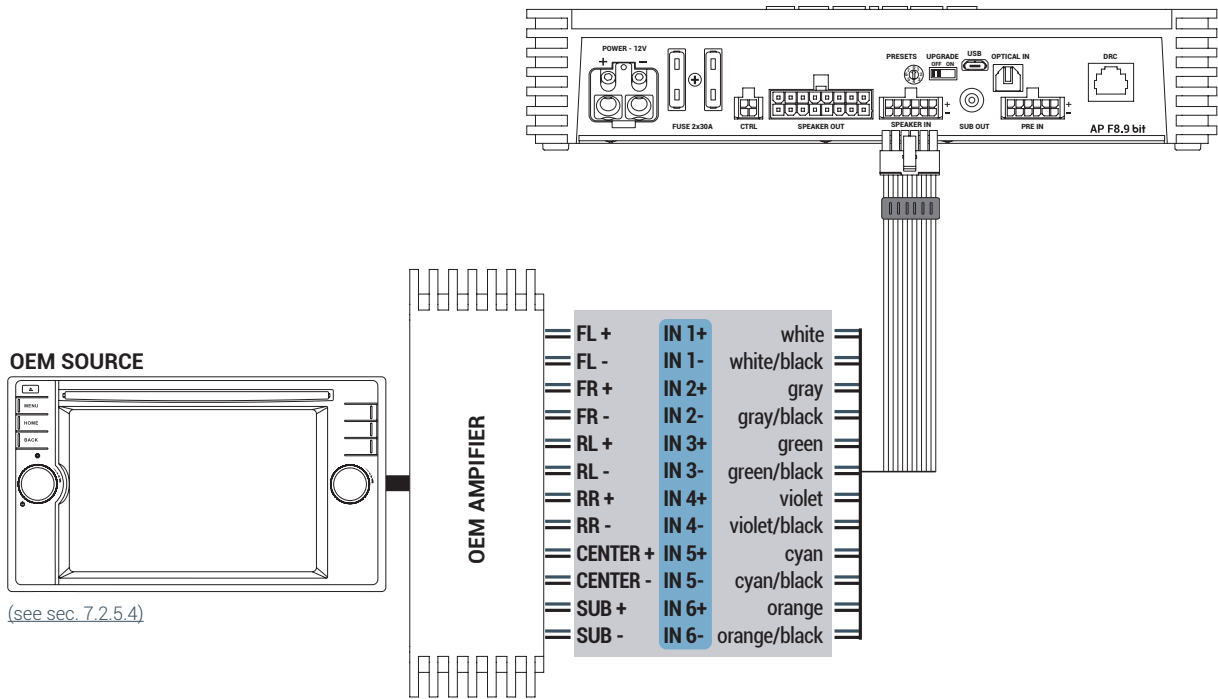 POWER - 12V
+ -
FUSE 2x30A
CTRL
SPEAKER OUT
PRESETS
UPGRADE
OFF ON
USB
OPTICAL IN
DRC
SPEAKER IN
+
-
SUB OUT
PRE IN
+
-
AP F8.9 bit
OEM SOURCE
MENU
HOME
BACK
(see sec. 7.2.5.4)
OEM AMPIFIER
FL + IN 1+ white
FL - IN 1- white/black
FR + IN 2+ gray
FR - IN 2- gray/black
RL + IN 3+ green
RL - IN 3- green/black
RR + IN 4+ violet
RR - IN 4- violet/black
CENTER + IN 5+ cyan
CENTER - IN 5- cyan/black
SUB + IN 6+ orange
SUB - IN 6- orange/black